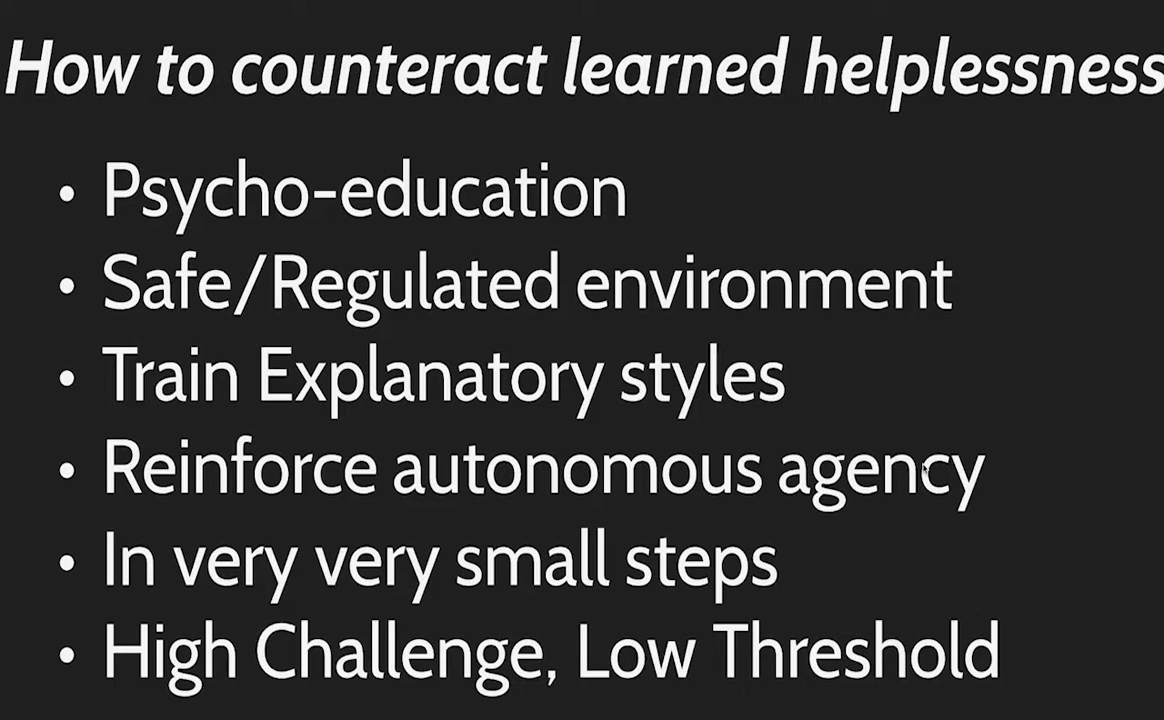 How to counteract learned helplessness
• Psycho-education
• Safe/Regulated environment
• Train Explanatory styles
• Reinforce autonomous agency
• In very very small steps
• High Challenge, Low Threshold